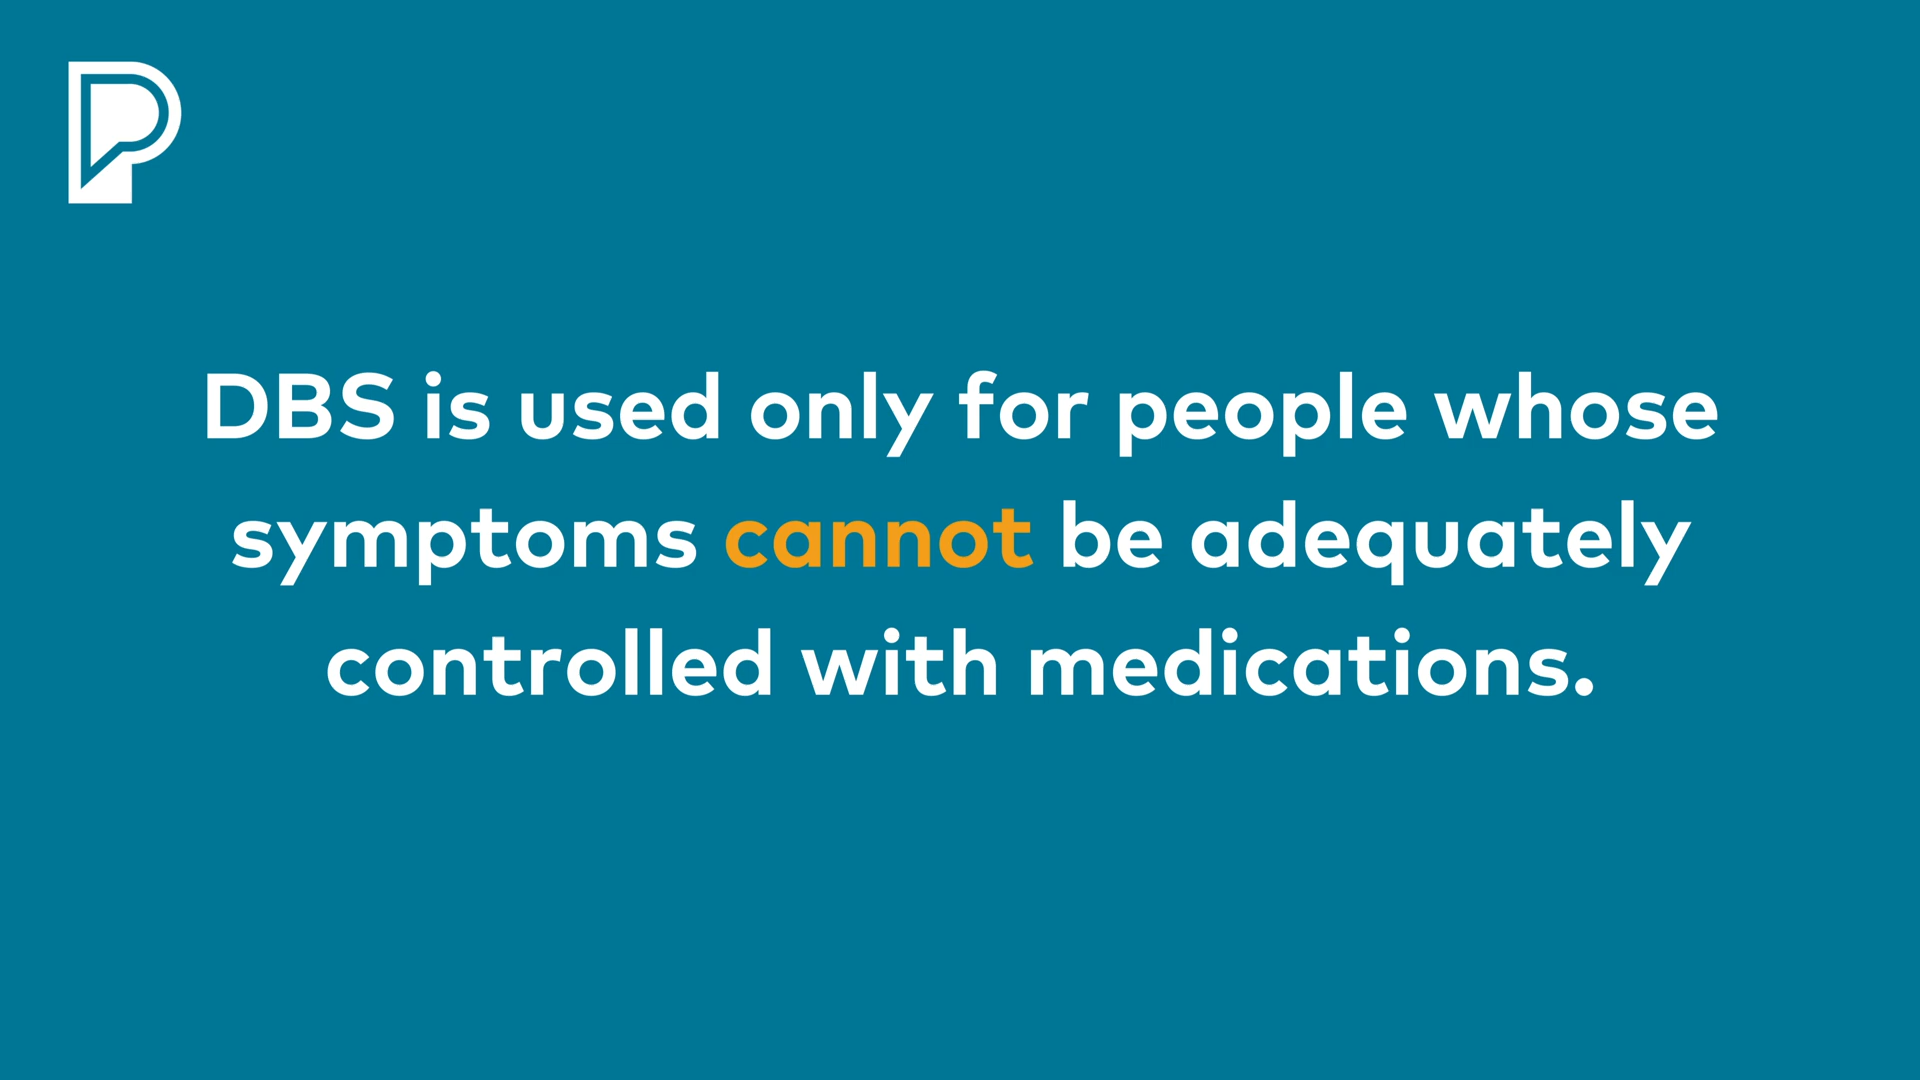 DBS is used only for people whose
symptoms cannot be adequately
controlled with medications.